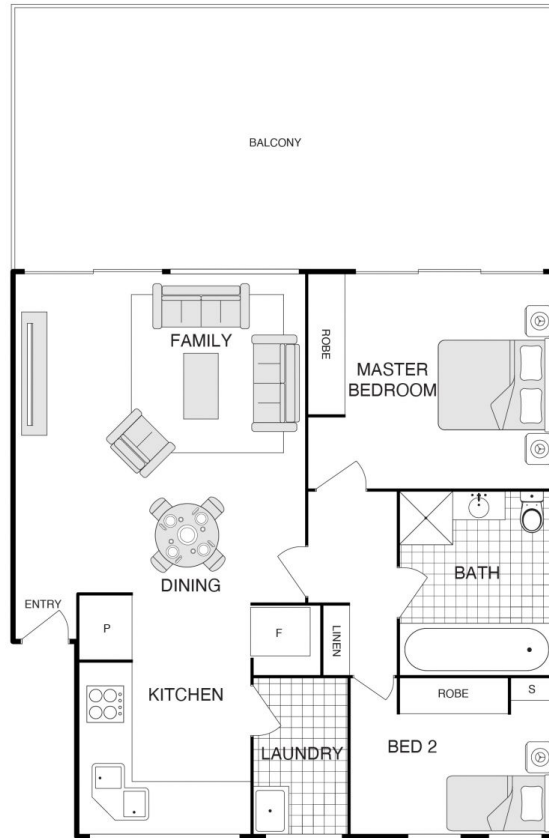 BALCONY
FAMILY
ROBE
MASTER
BEDROOM
DINING
BATH
ENTRY
P
F
LINEN
KITCHEN
LAUNDRY
ROBE
S
BED 2